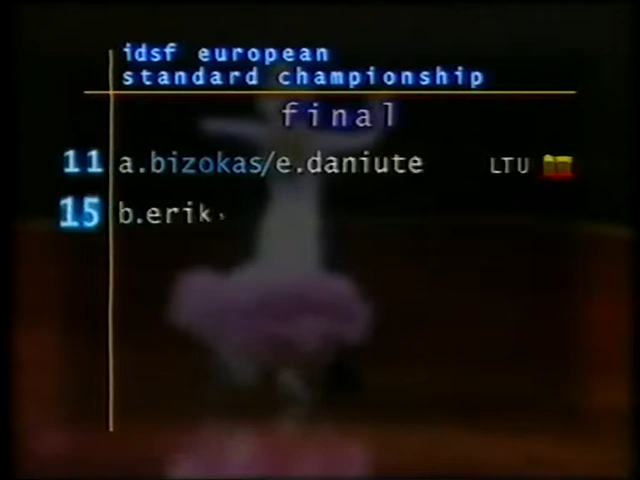 idsf european
standard championship
final
11 a.bizokas/e.daniute LTU
15 b.erik